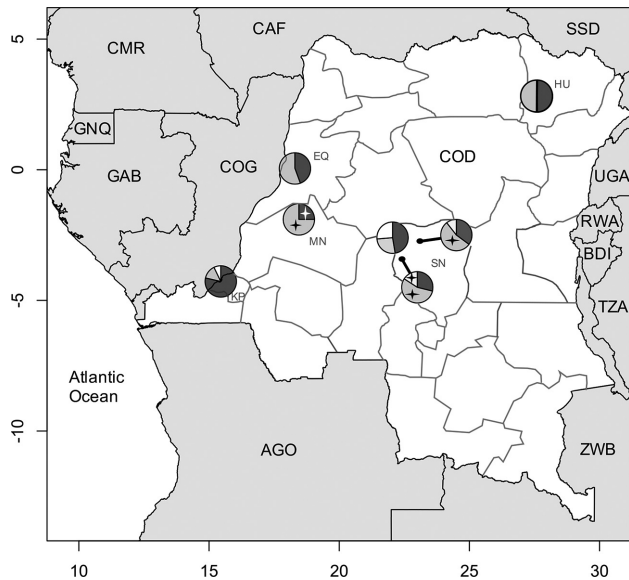 5
0
-5
-10
CAF
SSD
CMR
HU
GNQ
EQ
COD
GAB
COG
UGA
RWA
MN
BDI
SN
KP
TZA
Atlantic
Ocean
AGO
ZWB
10
15
20
25
30